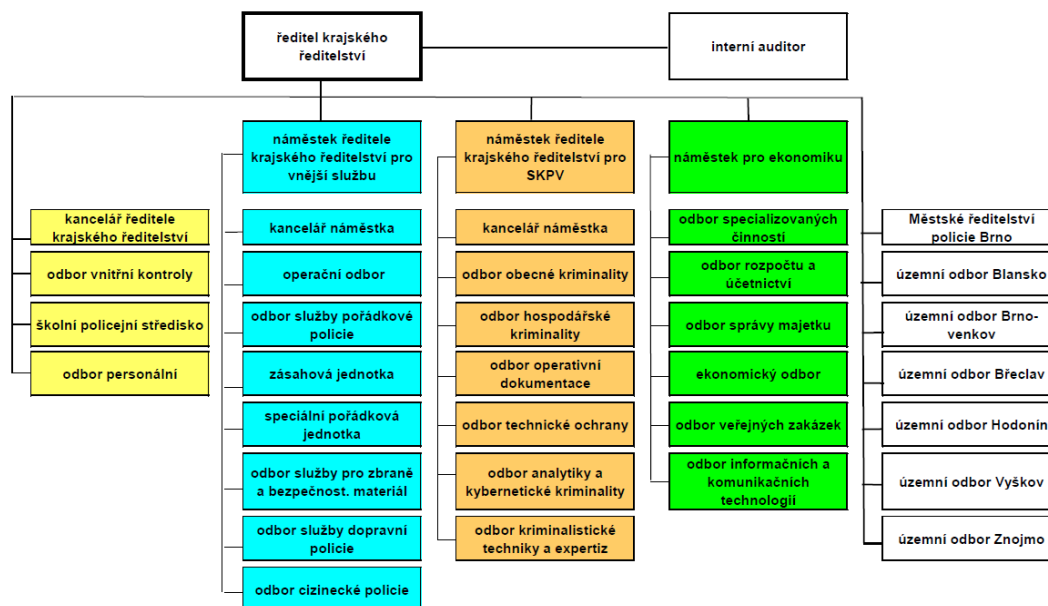 ředitel krajského
ředitelství
interní auditor
náměstek ředitele
krajského ředitelství pro
vnější službu
náměstek ředitele
krajského ředitelství pro
SKPV
náměstek pro ekonomiku
kancelář ředitele
krajského ředitelství
odbor vnitřní kontroly
školní policejní středisko
odbor personální
kancelář náměstka
operační odbor
odbor služby pořádkové
policie
zásahová jednotka
speciální pořádková
jednotka
odbor služby pro zbraně
a bezpečnost. materiál
odbor služby dopravní
policie
odbor cizinecké policie
kancelář náměstka
odbor obecné kriminality
odbor hospodářské
kriminality
odbor operativní
dokumentace
odbor technické ochrany
odbor analytiky a
kybernetické kriminality
odbor kriminalistické
techniky a expertiz
odbor specializovaných
činností
odbor rozpočtu a
účetnictví
odbor správy majetku
ekonomický odbor
odbor veřejných zakázek
odbor informačních a
komunikačních
technologií
Městské ředitelství
policie Brno
územní odbor Blansko
územní odbor Brno-
venkov
územní odbor Břeclav
územní odbor Hodonín
územní odbor Vyškov
územní odbor Znojmo